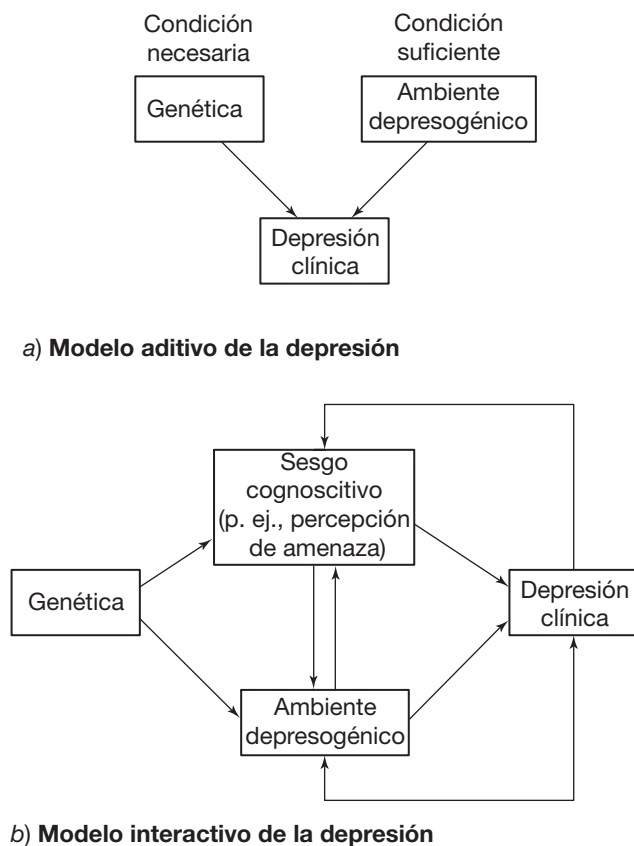 Condición
necesaria
Condición
suficiente
Genética
Ambiente
depresogénico
Depresión
clínica
a) Modelo aditivo de la depresión
Sesgo
cognoscitivo
(p. ej., percepción
de amenaza)
Genética
Depresión
clínica
Ambiente
depresogénico
b) Modelo interactivo de la depresión